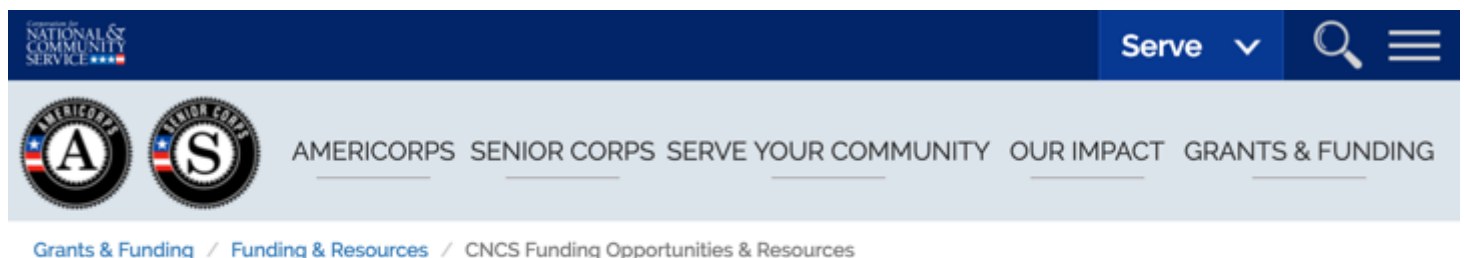 Corporation for
NATIONAL &
COMMUNITY
SERVICE
Serve
AMERICORPS
A
SENIOR CORPS
S
AMERICORPS SENIOR CORPS SERVE YOUR COMMUNITY OUR IMPACT GRANTS & FUNDING
Grants & Funding / Funding & Resources / CNCS Funding Opportunities & Resources